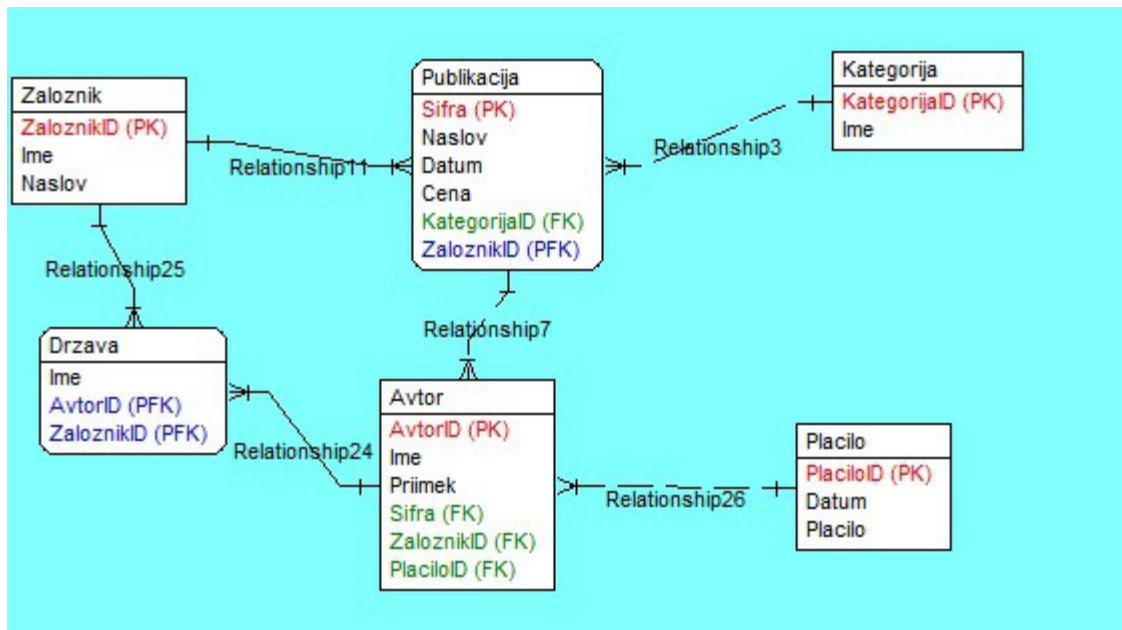 Zaloznik
ZaloznikID (PK)
Ime
Naslov
Relationship11
Publikacija
Sifra (PK)
Naslov
Datum
Cena
KategorijaID (FK)
ZaloznikID (PFK)
Relationship3
Kategorija
KategorijaID (PK)
Ime
Relationship25
Relationship7
Drzava
Ime
AvtorID (PFK)
ZaloznikID (PFK)
Relationship24
Avtor
AvtorID (PK)
Ime
Priimek
Sifra (FK)
ZaloznikID (FK)
PlaciloID (FK)
Relationship26
Placilo
PlaciloID (PK)
Datum
Placilo